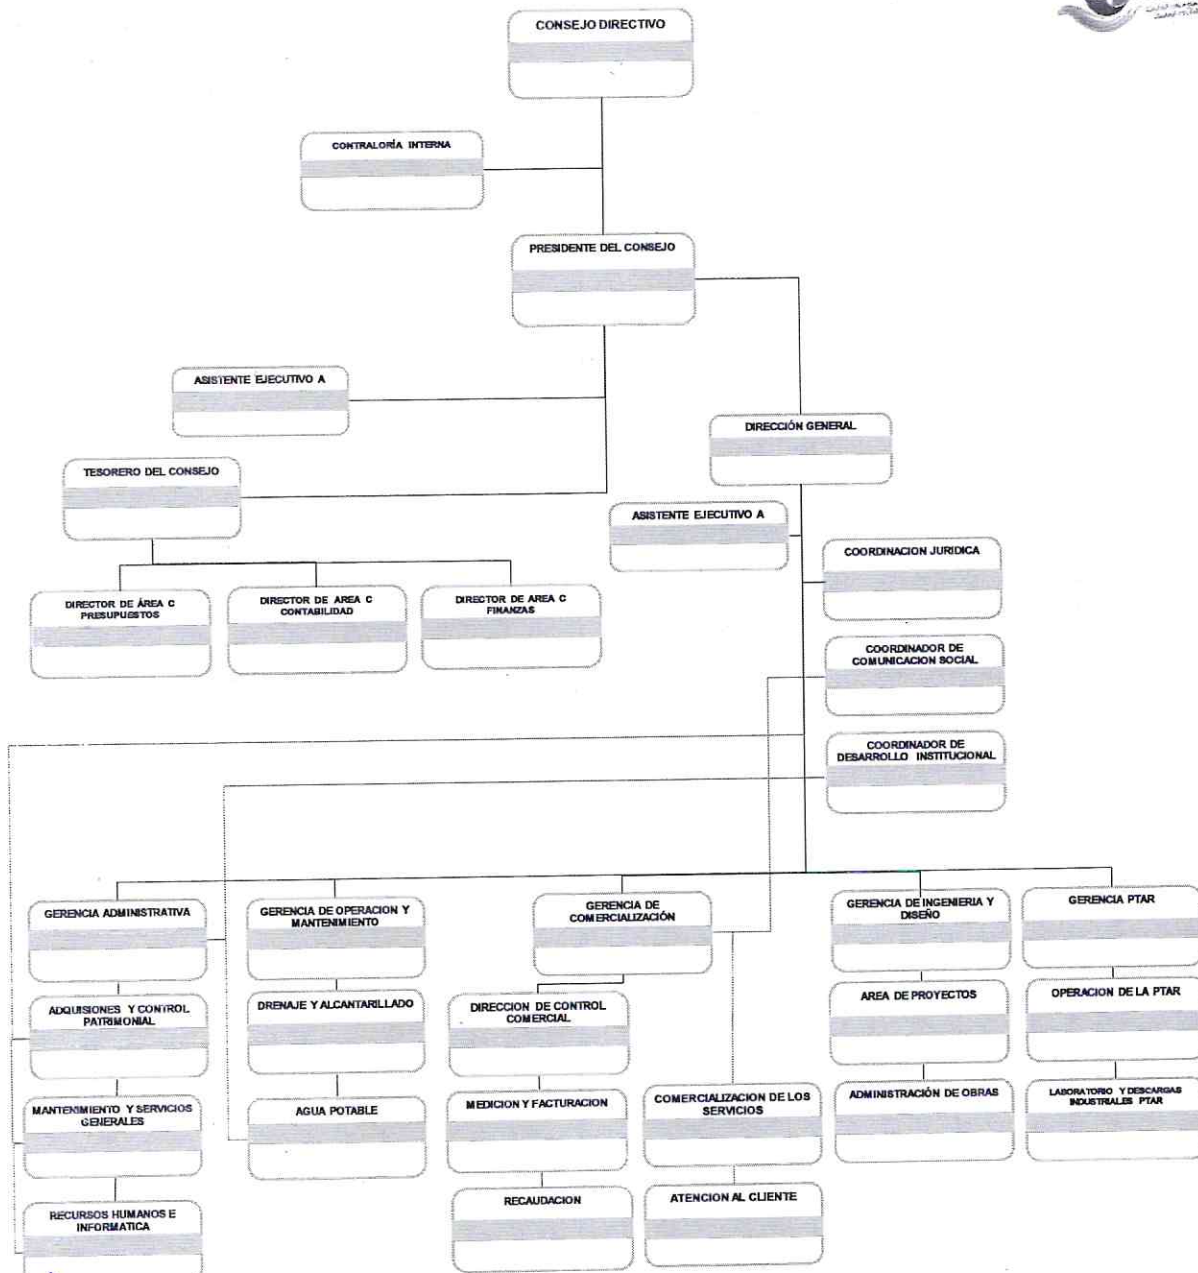 CONSEJO DIRECTIVO
CONTRALORÍA INTERNA
PRESIDENTE DEL CONSEJO
ASISTENTE EJECUTIVO A
DIRECCIÓN GENERAL
TESORERO DEL CONSEJO
ASISTENTE EJECUTIVO A
COORDINACION JURIDICA
DIRECTOR DE ÁREA C
PRESUPUESTOS
DIRECTOR DE AREA C
CONTABILIDAD
DIRECTOR DE AREA C
FINANZAS
COORDINADOR DE
COMUNICACION SOCIAL
COORDINADOR DE
DESARROLLO INSTITUCIONAL
GERENCIA ADMINISTRATIVA
GERENCIA DE OPERACION Y
MANTENIMIENTO
GERENCIA DE
COMERCIALIZACIÓN
GERENCIA DE INGENIERIA Y
DISEÑO
GERENCIA PTAR
ADQUISIONES Y CONTROL
PATRIMONIAL
DRENAJE Y ALCANTARILLADO
DIRECCION DE CONTROL
COMERCIAL
AREA DE PROYECTOS
OPERACION DE LA PTAR
MANTENIMIENTO Y SERVICIOS
GENERALES
AGUA POTABLE
MEDICION Y FACTURACION
COMERCIALIZACION DE LOS
SERVICIOS
ADMINISTRACIÓN DE OBRAS
LABORATORIO Y DESCARGAS
INDUSTRIALES PTAR
RECURSOS HUMANOS E
INFORMATICA
RECAUDACION
ATENCION AL CLIENTE